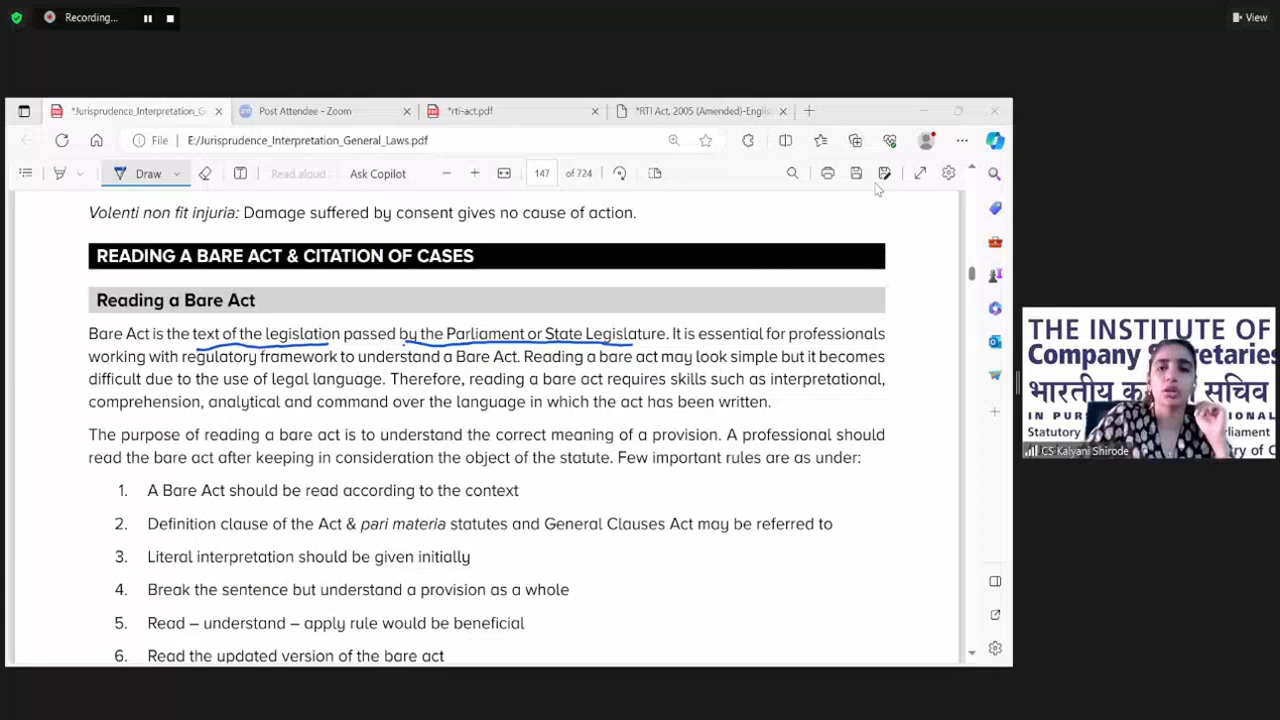 Recording...
View
*Jurisprudence_Interpretation_G
Post Attendee - Zoom
*rti-act.pdf
*RTI Act, 2005 (Amended)-Englis
File
E:/Jurisprudence_Interpretation_General_Laws.pdf
Draw
Read aloud
Ask Copilot
147
of 724
Volenti non fit injuria: Damage suffered by consent gives no cause of action.
READING A BARE ACT & CITATION OF CASES
Reading a Bare Act
Bare Act is the text of the legislation passed by the Parliament or State Legislature. It is essential for professionals
working with regulatory framework to understand a Bare Act. Reading a bare act may look simple but it becomes
difficult due to the use of legal language. Therefore, reading a bare act requires skills such as interpretational,
comprehension, analytical and command over the language in which the act has been written.
The purpose of reading a bare act is to understand the correct meaning of a provision. A professional should
read the bare act after keeping in consideration the object of the statute. Few important rules are as under:
1. A Bare Act should be read according to the context
2. Definition clause of the Act & pari materia statutes and General Clauses Act may be referred to
3. Literal interpretation should be given initially
4. Break the sentence but understand a provision as a whole
5. Read – understand – apply rule would be beneficial
6. Read the updated version of the bare act
THE INSTITUTE OF
Company Secretaries
भारतीय सचिव
IN PURS IONAL
Statutory rliament
CS Kalyani Shirode
ry of C